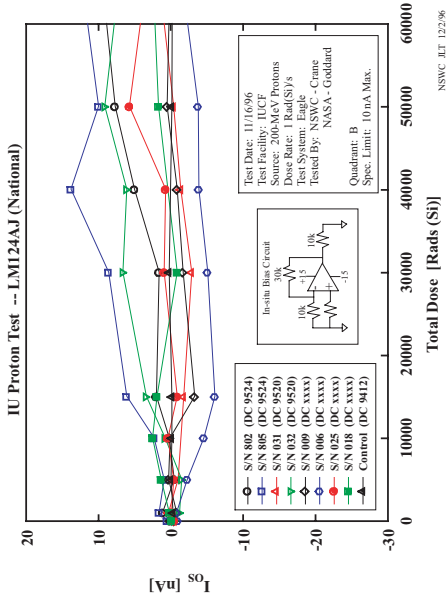 IU Proton Test -- LM124AJ (National)
I_OS [nA]
20
10
0
-10
-20
-30
0
10000
20000
30000
40000
50000
60000
Total Dose [Rads (Si)]
S/N 802 (DC 9524)
S/N 805 (DC 9524)
S/N 031 (DC 9520)
S/N 032 (DC 9520)
S/N 009 (DC xxxx)
S/N 006 (DC xxxx)
S/N 025 (DC xxxx)
S/N 018 (DC xxxx)
Control (DC 9412)
In-situ Bias Circuit
30k
+15
10k
-
+
-15
10k
Test Date: 11/16/96
Test Facility: IUCF
Source: 200-MeV Protons
Dose Rate: 1 Rad(Si)/s
Test System: Eagle
Tested By: NSWC - Crane
NASA - Goddard
Quadrant: B
Spec. Limit: 10 nA Max.
NSWC JLT 12/2/96